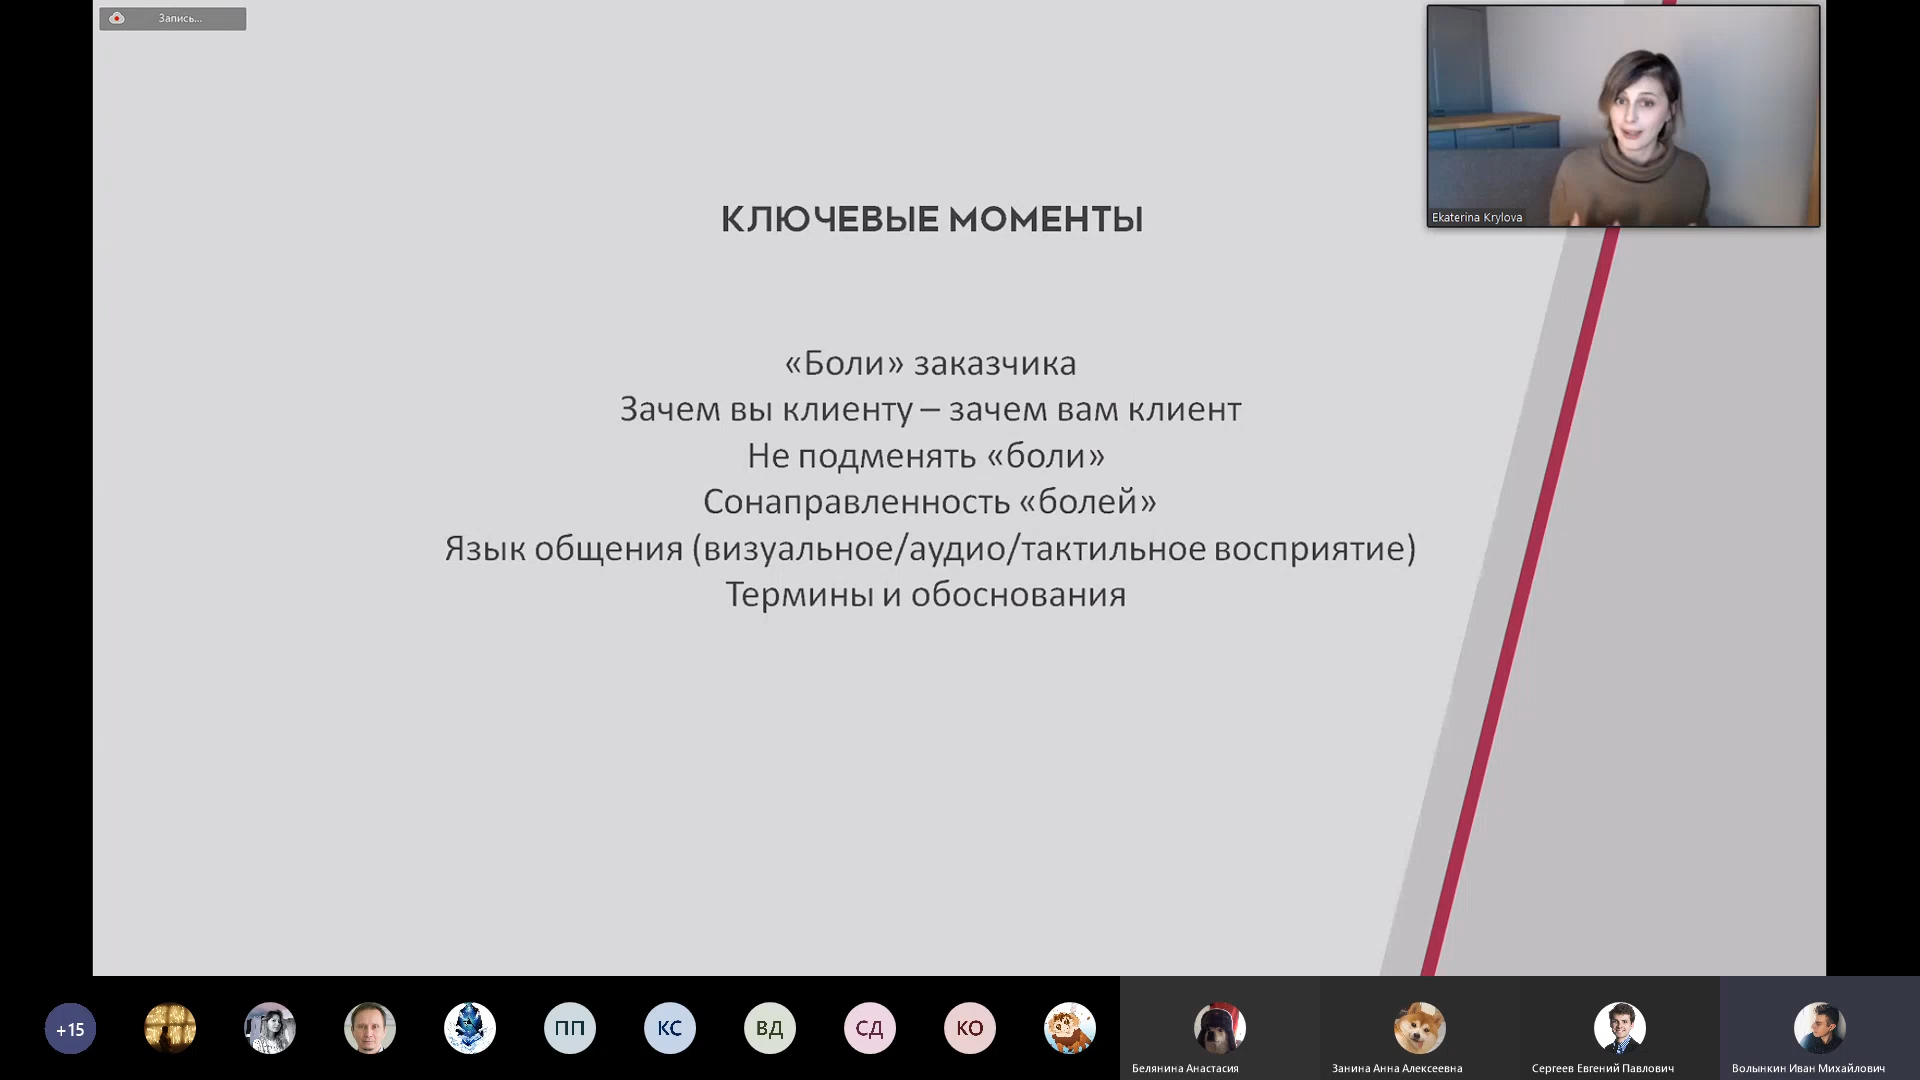 Запись...
Ekaterina Krylova
КЛЮЧЕВЫЕ МОМЕНТЫ
«Боли» заказчика
Зачем вы клиенту – зачем вам клиент
Не подменять «боли»
Сонаправленность «болей»
Язык общения (визуальное/аудио/тактильное восприятие)
Термины и обоснования
+15
ПП
КС
ВД
СД
КО
Белянина Анастасия
Занина Анна Алексеевна
Сергеев Евгений Павлович
Волынкин Иван Михайлович